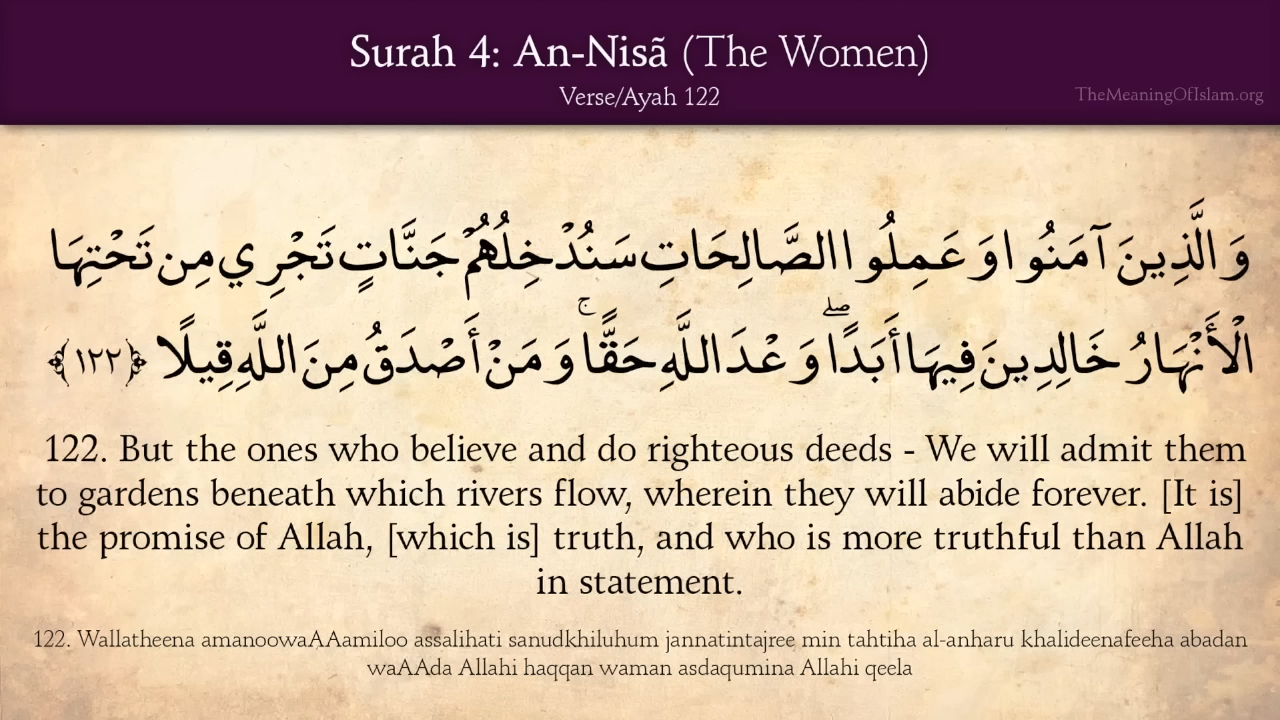 Surah 4: An-Nisã (The Women)
Verse/Ayah 122
TheMeaningOfIslam.org
وَالَّذِينَ آمَنُوا وَعَمِلُوا الصَّالِحَاتِ سَنُدْخِلُهُمْ جَنَّاتٍ تَجْرِي مِن تَحْتِهَا
الْأَنْهَارُ خَالِدِينَ فِيهَا أَبَدًا ۖ وَعْدَ اللَّهِ حَقًّا ۚ وَمَنْ أَصْدَقُ مِنَ اللَّهِ قِيلًا ﴿١٢٢﴾
122. But the ones who believe and do righteous deeds - We will admit them
to gardens beneath which rivers flow, wherein they will abide forever. [It is]
the promise of Allah, [which is] truth, and who is more truthful than Allah
in statement.
122. Wallatheena amanoowaAAamiloo assalihati sanudkhiluhum jannatintajree min tahtiha al-anharu khalideenafeeha abadan
waAAda Allahi haqqan waman asdaqumina Allahi qeela